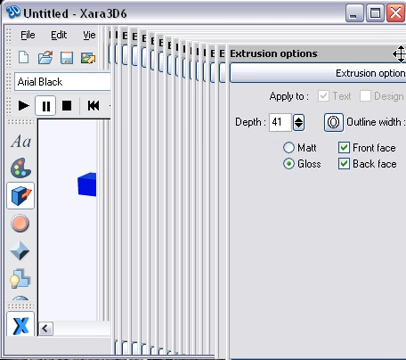 Untitled - Xara3D6
File Edit Vie
Extrusion options
Extrusion option
Arial Black
Apply to : Text Design
Depth : 41 Outline width :
Matt Front face
Gloss Back face
Aa